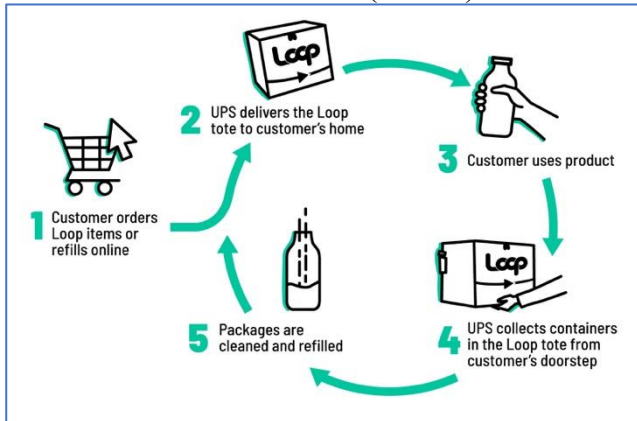 Loop
2 UPS delivers the Loop
tote to customer's home
3 Customer uses product
1 Customer orders
Loop items or
refills online
Loop
4 UPS collects containers
in the Loop tote from
customer's doorstep
5 Packages are
cleaned and refilled